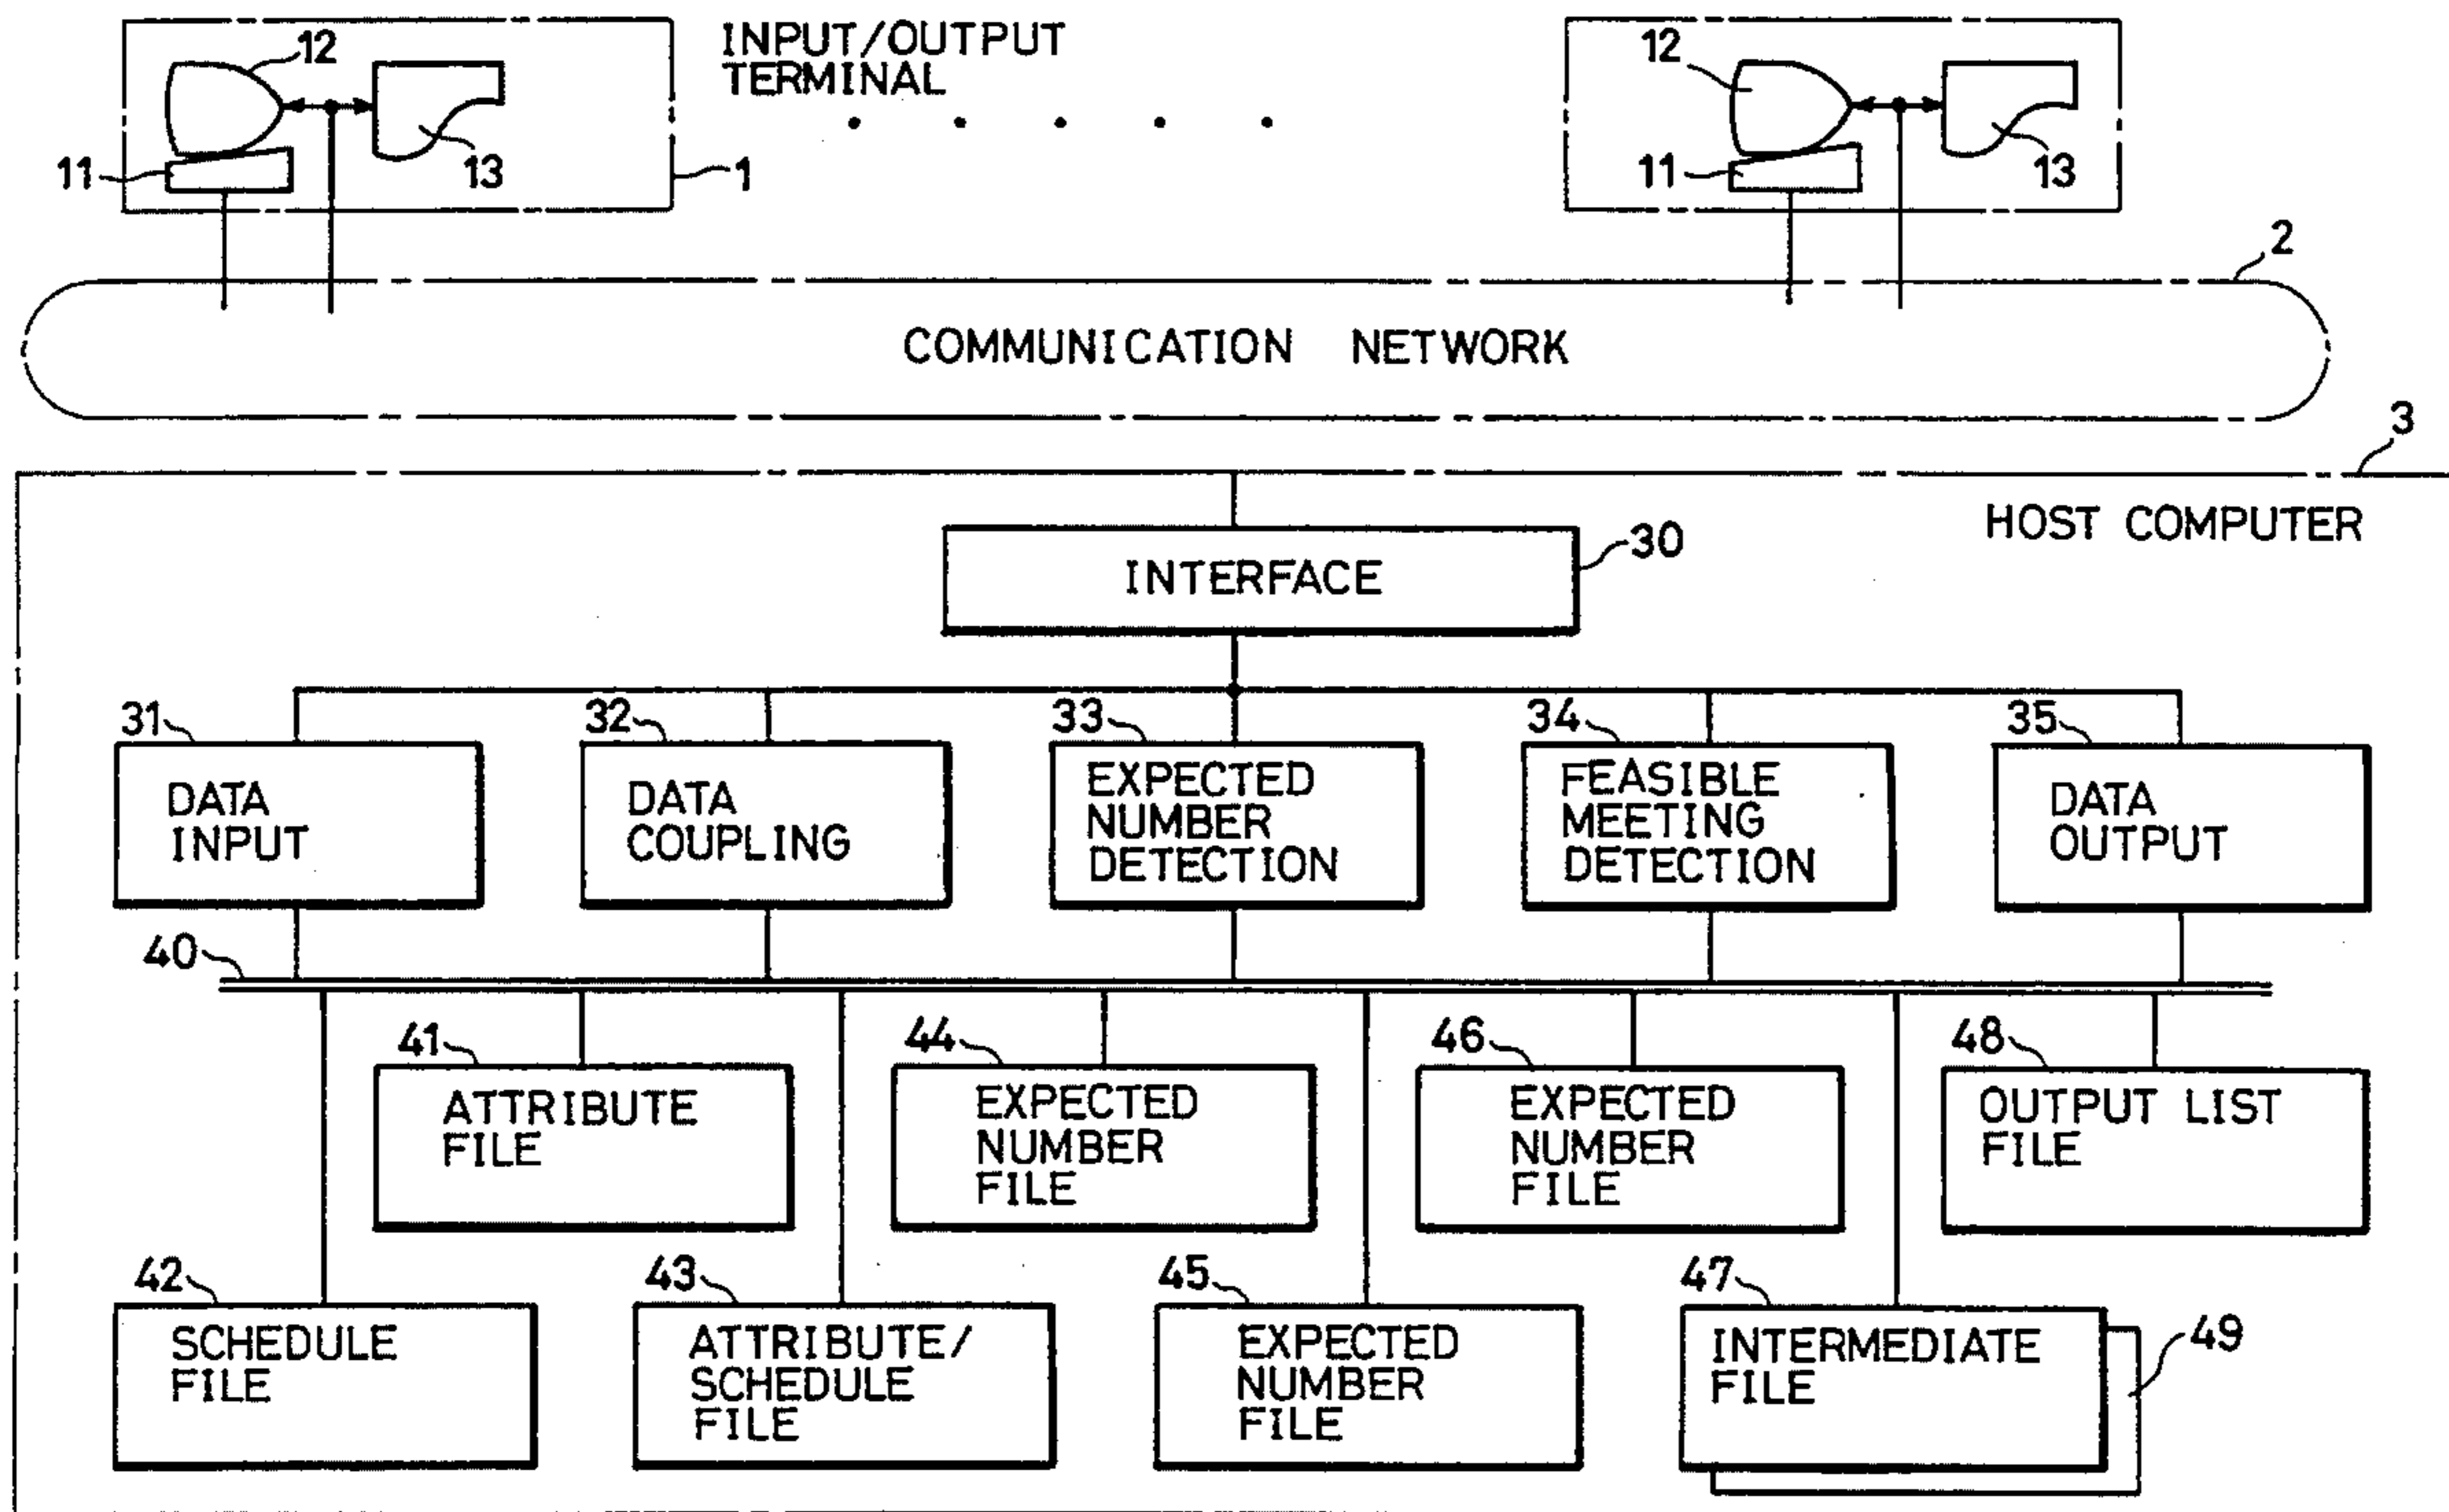 12
INPUT/OUTPUT
TERMINAL
12
11
13
1
11
13
2
COMMUNICATION NETWORK
3
HOST COMPUTER
30
INTERFACE
31
32
33
34
35
DATA
INPUT
DATA
COUPLING
EXPECTED
NUMBER
DETECTION
FEASIBLE
MEETING
DETECTION
DATA
OUTPUT
40
41
44
46
48
ATTRIBUTE
FILE
EXPECTED
NUMBER
FILE
EXPECTED
NUMBER
FILE
OUTPUT LIST
FILE
42
43
45
47
49
SCHEDULE
FILE
ATTRIBUTE/
SCHEDULE
FILE
EXPECTED
NUMBER
FILE
INTERMEDIATE
FILE